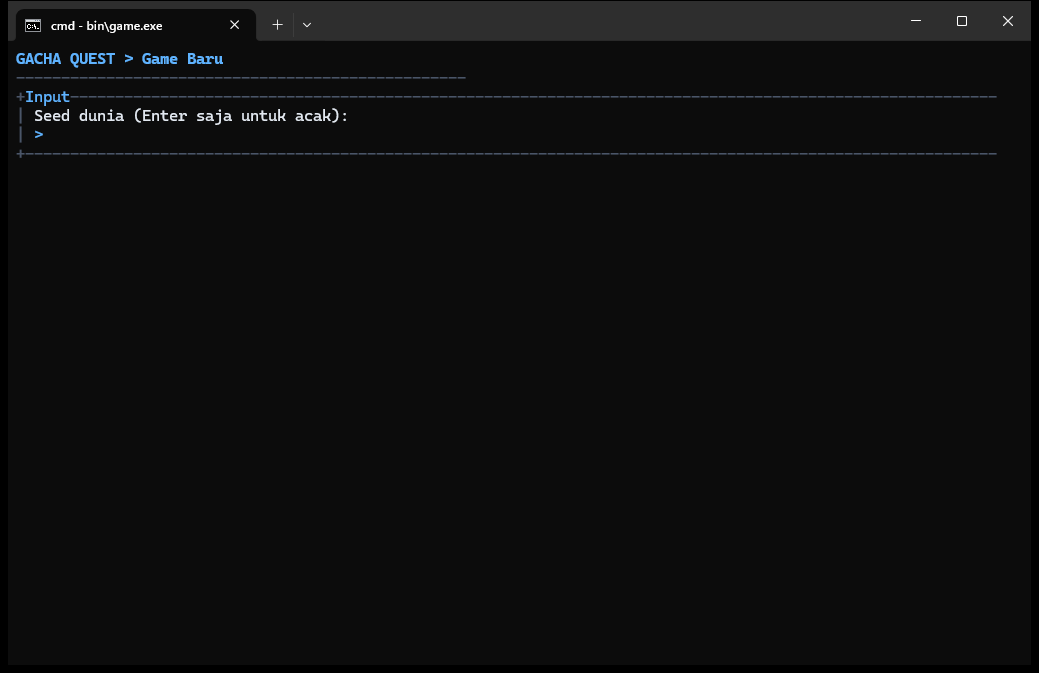 cmd - bin\game.exe
GACHA QUEST > Game Baru
--------------------------------------------------
+Input-------------------------------------------------------------------------------------------------------
| Seed dunia (Enter saja untuk acak):
| >
+------------------------------------------------------------------------------------------------------------